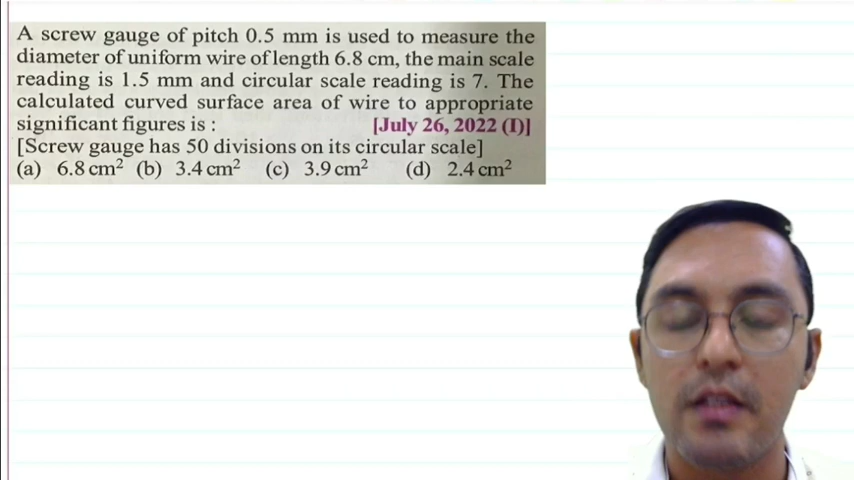 A screw gauge of pitch 0.5 mm is used to measure the
diameter of uniform wire of length 6.8 cm, the main scale
reading is 1.5 mm and circular scale reading is 7. The
calculated curved surface area of wire to appropriate
significant figures is : [July 26, 2022 (I)]
[Screw gauge has 50 divisions on its circular scale]
(a) 6.8 cm² (b) 3.4 cm² (c) 3.9 cm² (d) 2.4 cm²